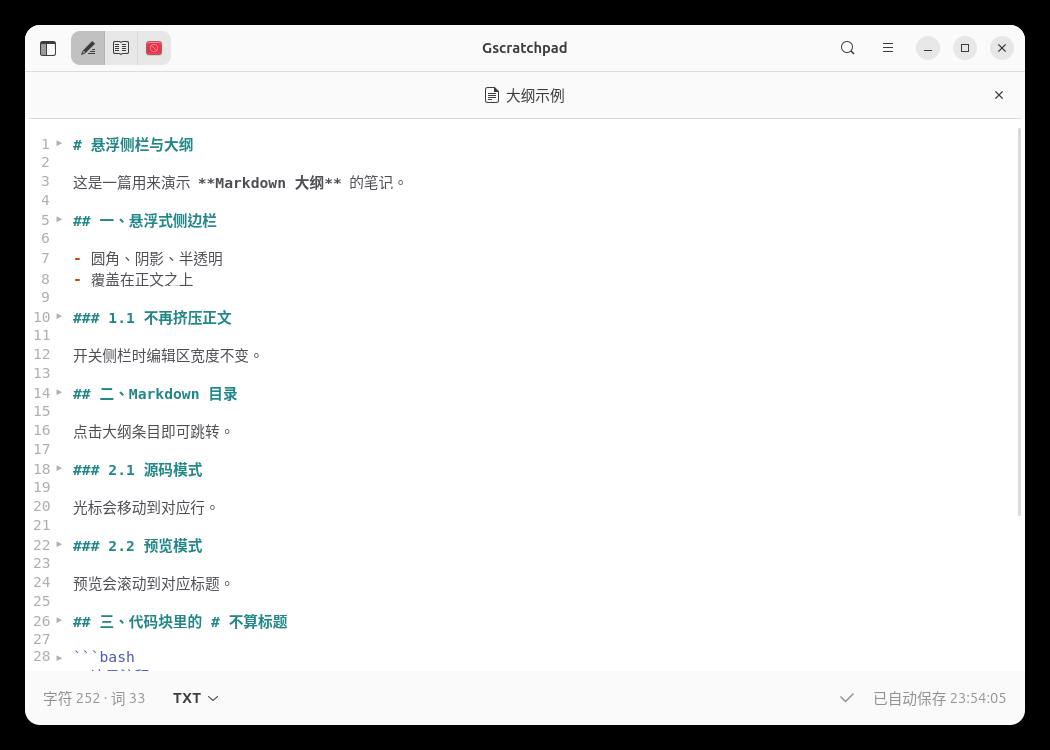 Gscratchpad
大纲示例
1 # 悬浮侧栏与大纲
2
3 这是一篇用来演示 **Markdown 大纲** 的笔记。
4
5 ## 一、悬浮式侧边栏
6
7 - 圆角、阴影、半透明
8 - 覆盖在正文之上
9
10 ### 1.1 不再挤压正文
11
12 开关侧栏时编辑区宽度不变。
13
14 ## 二、Markdown 目录
15
16 点击大纲条目即可跳转。
17
18 ### 2.1 源码模式
19
20 光标会移动到对应行。
21
22 ### 2.2 预览模式
23
24 预览会滚动到对应标题。
25
26 ## 三、代码块里的 # 不算标题
27
28 ```bash
字符 252 · 词 33 TXT 已自动保存 23:54:05